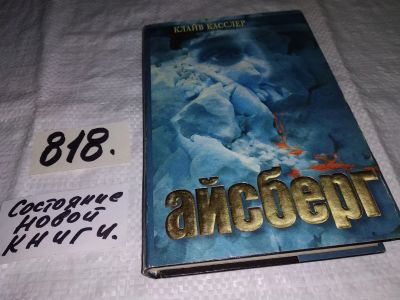 КЛАЙВ КАССЛЕР
айсберг
818.
Состояние
новой
книги.